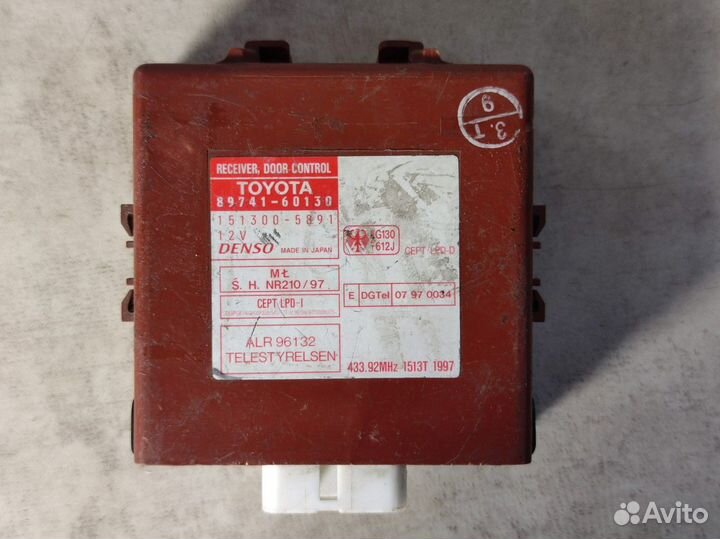 3.T
9
RECEIVER, DOOR CONTROL
TOYOTA
89741-60130
151300-5891
12V
DENSO MADE IN JAPAN
G130
612J
CEPT/LPD-D
MŁ
Ś. H. NR210/97
CEPT LPD-I
E DGTel 07 97 0034
ALR 96132
TELESTYRELSEN
433.92MHz 1513T 1997
Avito